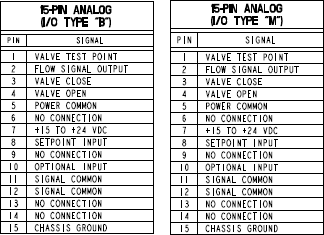 15-PIN ANALOG
(I/O TYPE "B")
PIN SIGNAL
1 VALVE TEST POINT
2 FLOW SIGNAL OUTPUT
3 VALVE CLOSE
4 VALVE OPEN
5 POWER COMMON
6 NO CONNECTION
7 +15 TO +24 VDC
8 SETPOINT INPUT
9 NO CONNECTION
10 OPTIONAL INPUT
11 SIGNAL COMMON
12 SIGNAL COMMON
13 NO CONNECTION
14 NO CONNECTION
15 CHASSIS GROUND
15-PIN ANALOG
(I/O TYPE "M")
PIN SIGNAL
1 VALVE TEST POINT
2 FLOW SIGNAL OUTPUT
3 VALVE CLOSE
4 VALVE OPEN
5 POWER COMMON
6 NO CONNECTION
7 +15 TO +24 VDC
8 SETPOINT INPUT
9 NO CONNECTION
10 OPTIONAL INPUT
11 SIGNAL COMMON
12 SIGNAL COMMON
13 NO CONNECTION
14 NO CONNECTION
15 CHASSIS GROUND